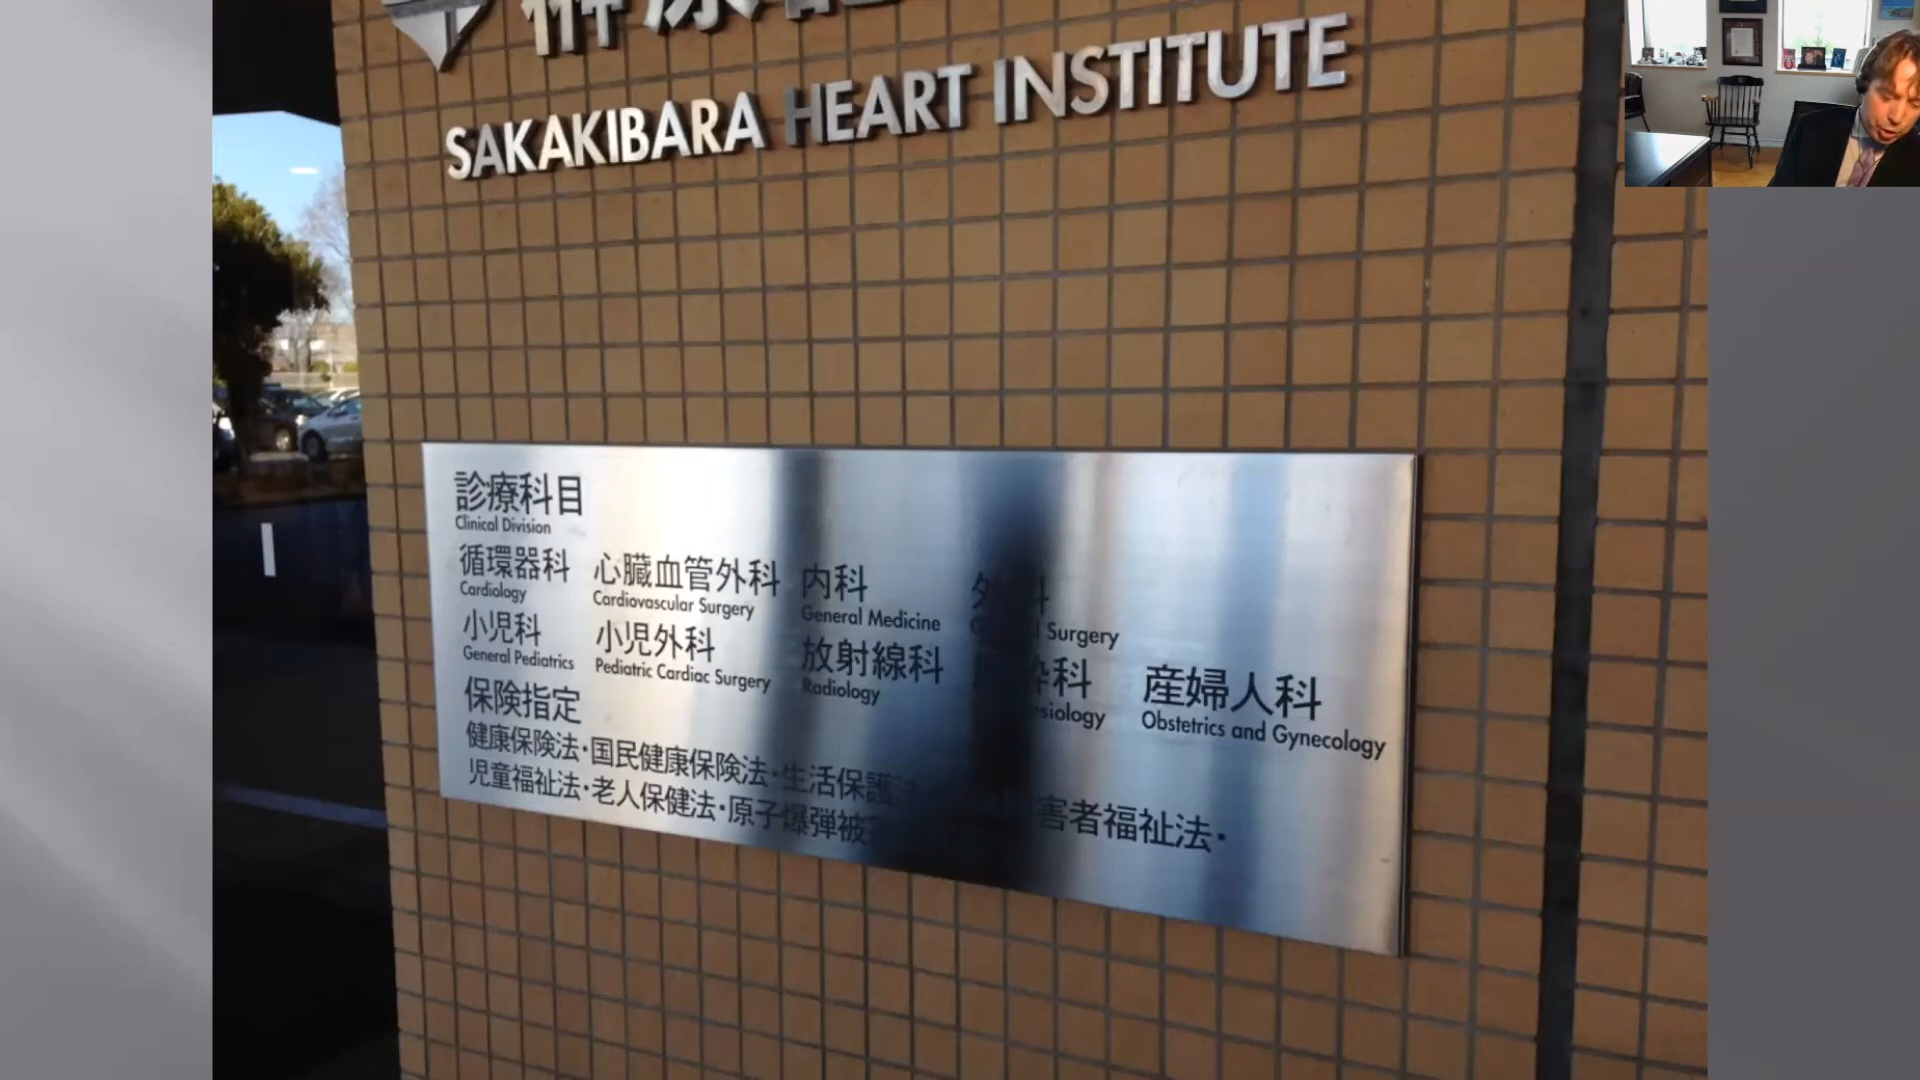 SAKAKIBARA HEART INSTITUTE
診療科目
Clinical Division
循環器科 心臓血管外科 内科 外科
Cardiology Cardiovascular Surgery General Medicine Surgery
小児科 小児外科 放射線科 科 産婦人科
General Pediatrics Pediatric Cardiac Surgery Radiology Obstetrics and Gynecology
保険指定
健康保険法・国民健康保険法・生活保護 害者福祉法・
児童福祉法・老人保健法・原子爆弾被